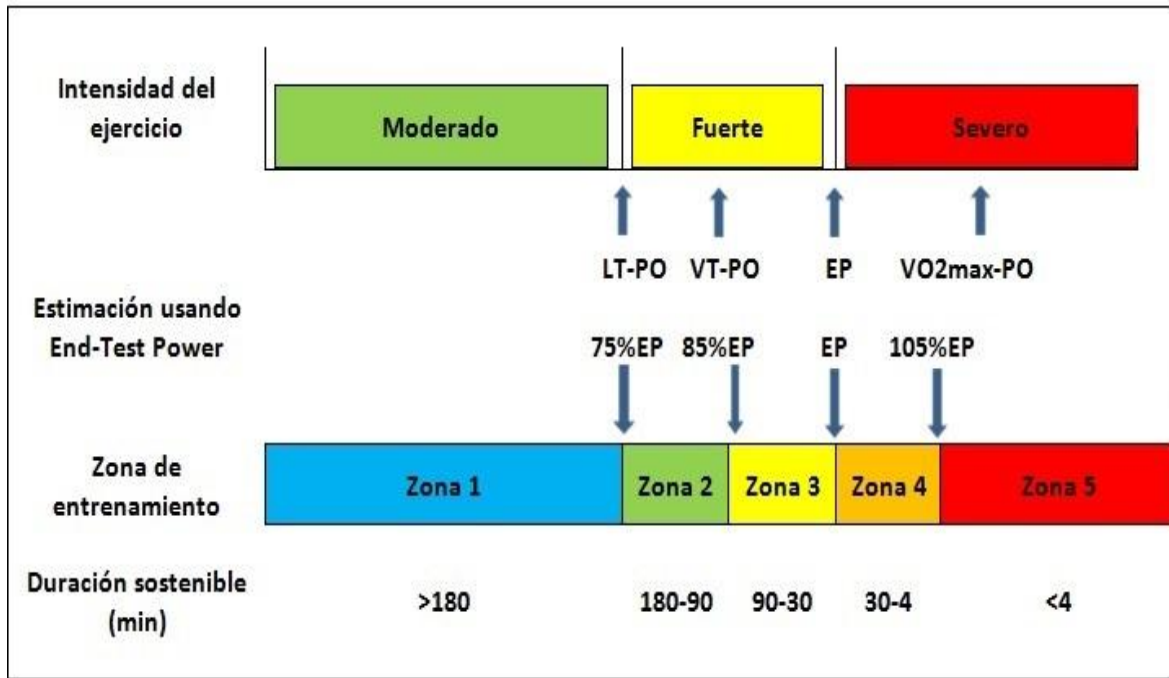 Intensidad del
ejercicio
Moderado
Fuerte
Severo
LT-PO
VT-PO
EP
VO2max-PO
Estimación usando
End-Test Power
75%EP
85%EP
EP
105%EP
Zona de
entrenamiento
Zona 1
Zona 2
Zona 3
Zona 4
Zona 5
Duración sostenible
(min)
>180
180-90
90-30
30-4
<4